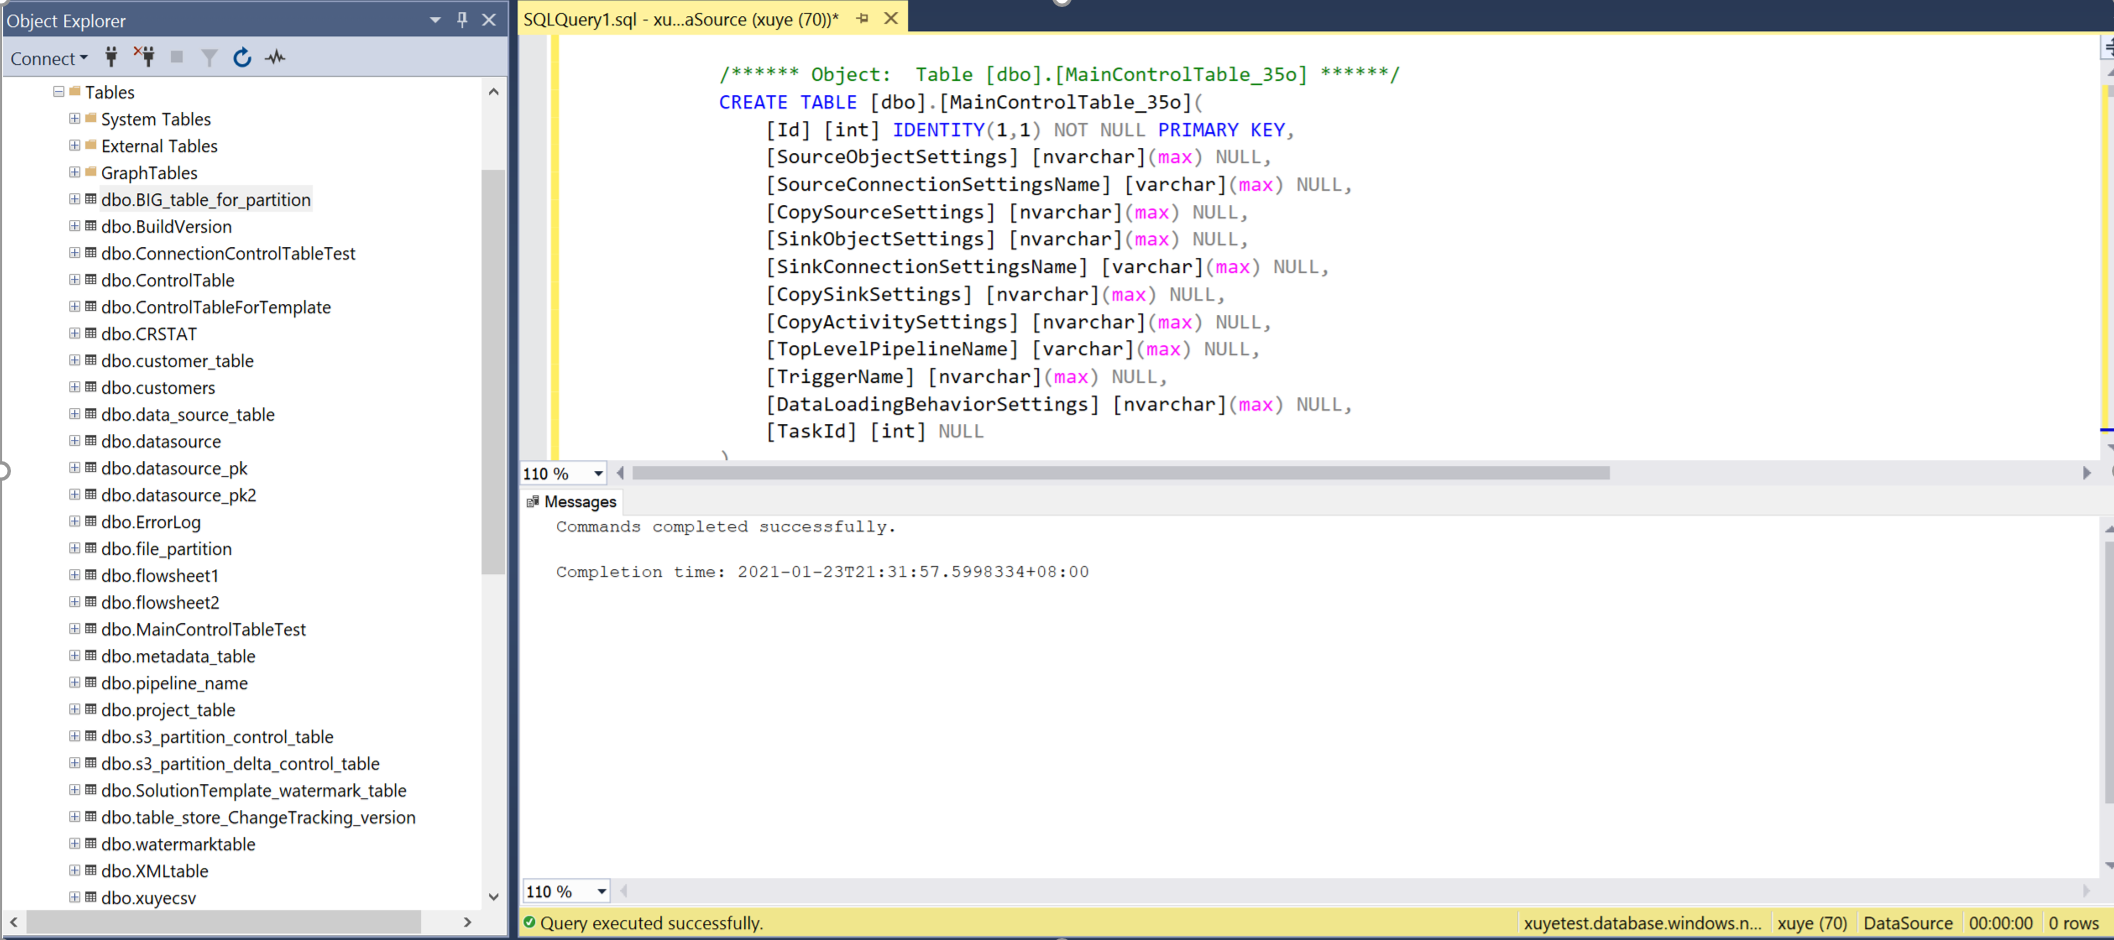 Object Explorer
Connect
Tables
System Tables
External Tables
GraphTables
dbo.BIG_table_for_partition
dbo.BuildVersion
dbo.ConnectionControlTableTest
dbo.ControlTable
dbo.ControlTableForTemplate
dbo.CRSTAT
dbo.customer_table
dbo.customers
dbo.data_source_table
dbo.datasource
dbo.datasource_pk
dbo.datasource_pk2
dbo.ErrorLog
dbo.file_partition
dbo.flowsheet1
dbo.flowsheet2
dbo.MainControlTableTest
dbo.metadata_table
dbo.pipeline_name
dbo.project_table
dbo.s3_partition_control_table
dbo.s3_partition_delta_control_table
dbo.SolutionTemplate_watermark_table
dbo.table_store_ChangeTracking_version
dbo.watermarktable
dbo.XMLtable
dbo.xuyecsv
SQLQuery1.sql - xu...aSource (xuye (70))*
/****** Object:  Table [dbo].[MainControlTable_35o] ******/
CREATE TABLE [dbo].[MainControlTable_35o](
[Id] [int] IDENTITY(1,1) NOT NULL PRIMARY KEY,
[SourceObjectSettings] [nvarchar](max) NULL,
[SourceConnectionSettingsName] [varchar](max) NULL,
[CopySourceSettings] [nvarchar](max) NULL,
[SinkObjectSettings] [nvarchar](max) NULL,
[SinkConnectionSettingsName] [varchar](max) NULL,
[CopySinkSettings] [nvarchar](max) NULL,
[CopyActivitySettings] [nvarchar](max) NULL,
[TopLevelPipelineName] [varchar](max) NULL,
[TriggerName] [nvarchar](max) NULL,
[DataLoadingBehaviorSettings] [nvarchar](max) NULL,
[TaskId] [int] NULL
)
110 %
Messages
Commands completed successfully.
Completion time: 2021-01-23T21:31:57.5998334+08:00
110 %
Query executed successfully.
xuyetest.database.windows.n... xuye (70) DataSource 00:00:00 0 rows